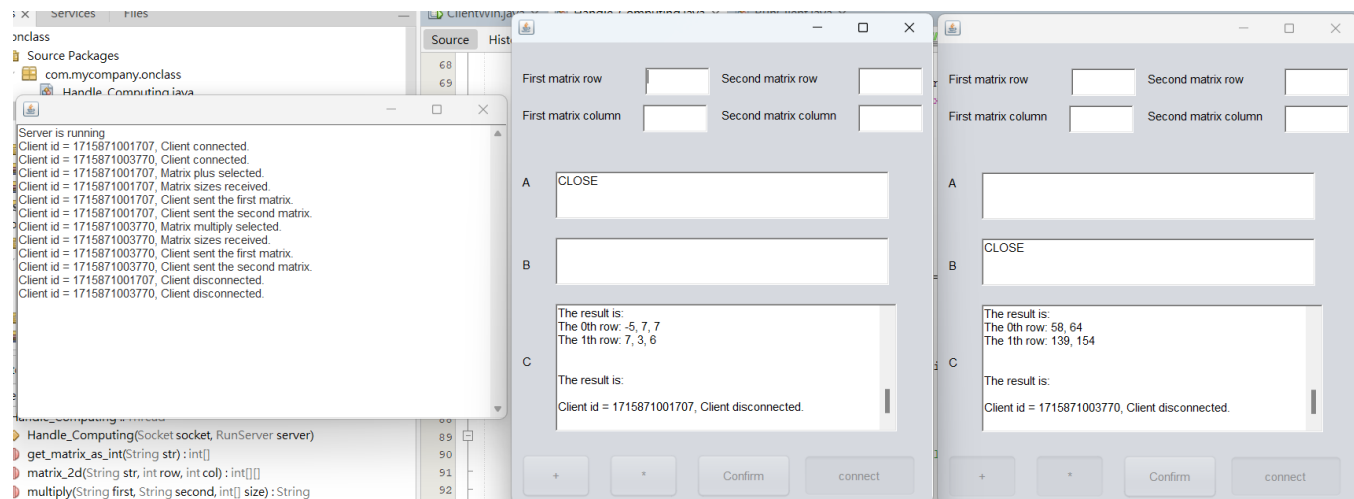 Services
Files
ClientWin.java
Handle_Computing.java
RunClient.java
onclass
Source Packages
com.mycompany.onclass
Handle_Computing.java
Source
68
69
Server is running
Client id = 1715871001707, Client connected.
Client id = 1715871003770, Client connected.
Client id = 1715871001707, Matrix plus selected.
Client id = 1715871001707, Matrix sizes received.
Client id = 1715871001707, Client sent the first matrix.
Client id = 1715871001707, Client sent the second matrix.
Client id = 1715871003770, Matrix multiply selected.
Client id = 1715871003770, Matrix sizes received.
Client id = 1715871003770, Client sent the first matrix.
Client id = 1715871003770, Client sent the second matrix.
Client id = 1715871001707, Client disconnected.
Client id = 1715871003770, Client disconnected.
Handle_Computing(Socket socket, RunServer server)
get_matrix_as_int(String str) : int[]
matrix_2d(String str, int row, int col) : int[][]
multiply(String first, String second, int[] size) : String
89
90
91
92
First matrix row
Second matrix row
First matrix column
Second matrix column
A
CLOSE
B
The result is:
The 0th row: -5, 7, 7
The 1th row: 7, 3, 6
C
The result is:
Client id = 1715871001707, Client disconnected.
+ * Confirm connect
First matrix row
Second matrix row
First matrix column
Second matrix column
A
CLOSE
B
The result is:
The 0th row: 58, 64
The 1th row: 139, 154
C
The result is:
Client id = 1715871003770, Client disconnected.
+ * Confirm connect